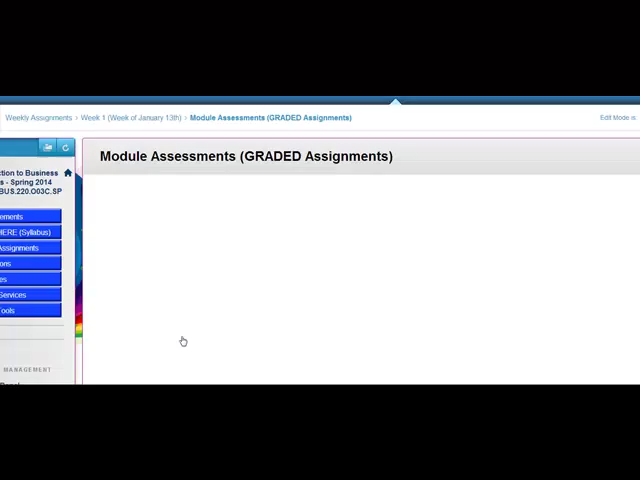 Weekly Assignments > Week 1 (Week of January 13th) > Module Assessments (GRADED Assignments)
Edit Mode is:
Module Assessments (GRADED Assignments)
ction to Business
s - Spring 2014
BUS.220.O03C.SP
ements
HERE (Syllabus)
Assignments
ons
es
Services
Tools
MANAGEMENT